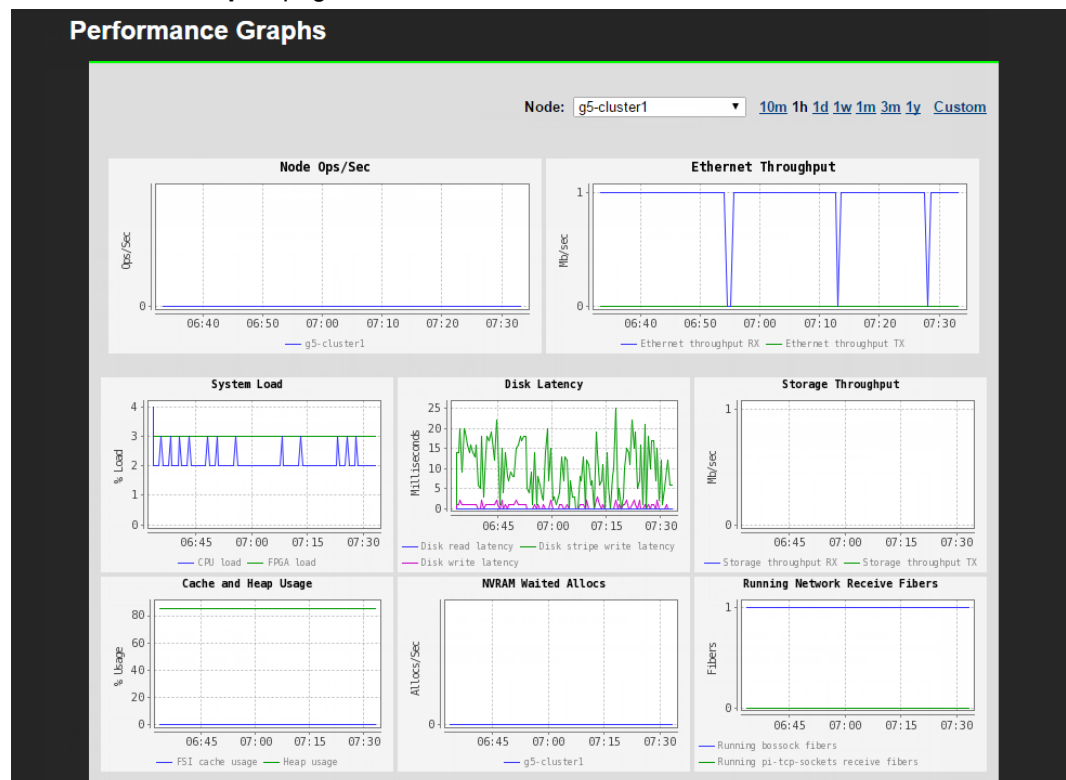 Performance Graphs
Node: g5-cluster1 10m 1h 1d 1w 1m 3m 1y Custom
Node Ops/Sec
Ops/Sec
0
06:40 06:50 07:00 07:10 07:20 07:30
g5-cluster1
Ethernet Throughput
Mb/sec
1
0
06:40 06:50 07:00 07:10 07:20 07:30
Ethernet throughput RX Ethernet throughput TX
System Load
% Load
4
3
2
1
0
06:45 07:00 07:15 07:30
CPU load FPGA load
Disk Latency
Milliseconds
25
20
15
10
5
0
06:45 07:00 07:15 07:30
Disk read latency Disk stripe write latency
Disk write latency
Storage Throughput
Mb/sec
1
0
06:45 07:00 07:15 07:30
Storage throughput RX Storage throughput TX
Cache and Heap Usage
% Usage
80
60
40
20
0
06:45 07:00 07:15 07:30
FSI cache usage Heap usage
NVRAM Waited Allocs
Allocs/Sec
0
06:45 07:00 07:15 07:30
g5-cluster1
Running Network Receive Fibers
Fibers
1
0
06:45 07:00 07:15 07:30
Running bossock fibers
Running pi-tcp-sockets receive fibers